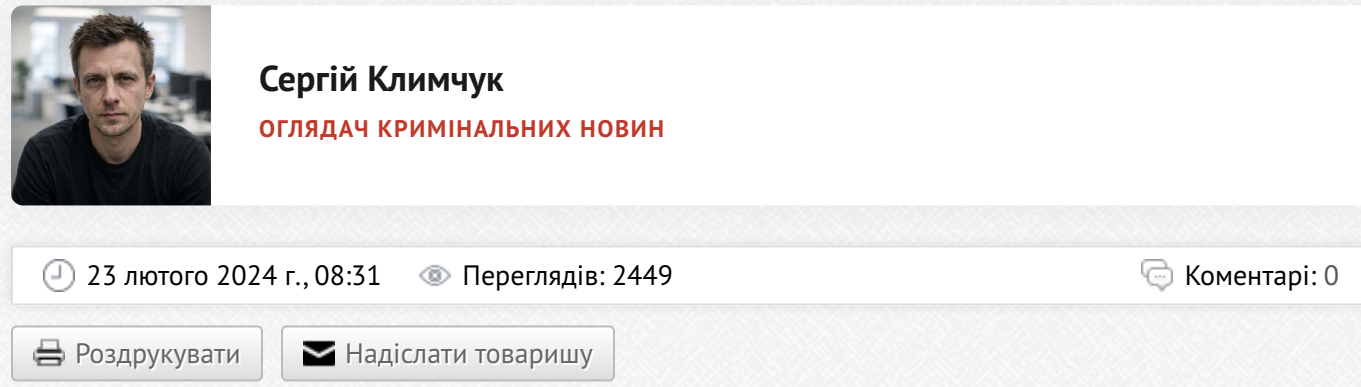 Сергій Климчук
ОГЛЯДАЧ КРИМІНАЛЬНИХ НОВИН
23 лютого 2024 г., 08:31 Переглядів: 2449 Коментарі: 0
Роздрукувати Надіслати товаришу